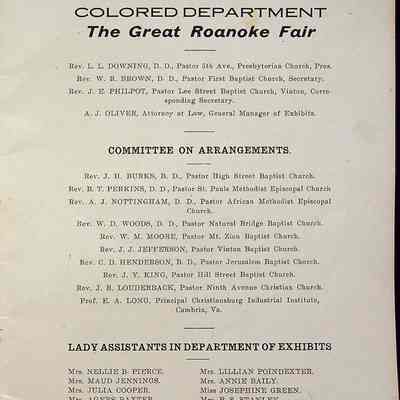 COLORED DEPARTMENT
The Great Roanoke Fair
Rev. L. L. DOWNING, D. D., Pastor 5th Ave., Presbyterian Church, Pres.
Rev. W. R. BROWN, D. D., Pastor First Baptist Church, Secretary.
Rev. J. E. PHILPOT, Pastor Lee Street Baptist Church, Vinton, Corre-
sponding Secretary.
A. J. OLIVER, Attorney at Law, General Manager of Exhibits.
COMMITTEE ON ARRANGEMENTS.
Rev. J. H. BURKS, B. D., Pastor High Street Baptist Church.
Rev. B. T. PERKINS, D. D., Pastor St. Pauls Methodist Episcopal Church
Rev. A. J. NOTTINGHAM, D. D., Pastor African Methodist Episcopal
Church.
Rev. W. D. WOODS, D. D., Pastor Natural Bridge Baptist Church.
Rev. W. M. MOORE, Pastor Mt. Zion Baptist Church.
Rev. J. J. JEFFERSON, Pastor Vinton Baptist Church.
Rev. C. D. HENDERSON, B. D., Pastor Jerusalem Baptist Church.
Rev. J. Y. KING, Pastor Hill Street Baptist Church.
Rev. J. B. LOUDERBACK, Pastor Ninth Avenue Christian Church.
Prof. E. A. LONG, Principal Christiansburg Industrial Institute,
Cambria, Va.
LADY ASSISTANTS IN DEPARTMENT OF EXHIBITS
Mrs. NELLIE B. PIERCE. Mrs. LILLIAN POINDEXTER.
Mrs. MAUD JENNINGS. Mrs. ANNIE BAILY.
Mrs. JULIA COOPER. Miss JOSEPHINE GREEN.
Mrs. AGNES BAXTER. Mrs. STANLEY.